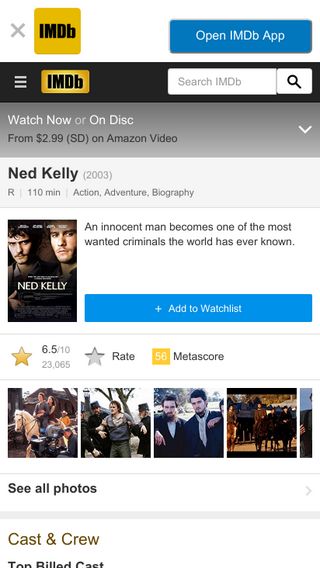 IMDb
Open IMDb App
IMDb
Search IMDb
Watch Now or On Disc
From $2.99 (SD) on Amazon Video
Ned Kelly (2003)
R | 110 min | Action, Adventure, Biography
An innocent man becomes one of the most
wanted criminals the world has ever known.
NED KELLY
+ Add to Watchlist
6.5/10
23,065
Rate
56 Metascore
See all photos
Cast & Crew
Top Billed Cast